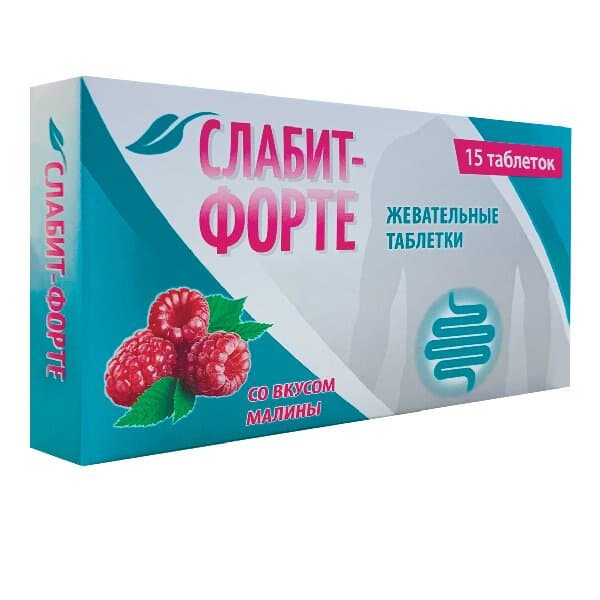 СЛАБИТ-ФОРТЕ
СЛАБИТ-
ФОРТЕ
15 таблеток
ЖЕВАТЕЛЬНЫЕ
ТАБЛЕТКИ
СО ВКУСОМ
МАЛИНЫ